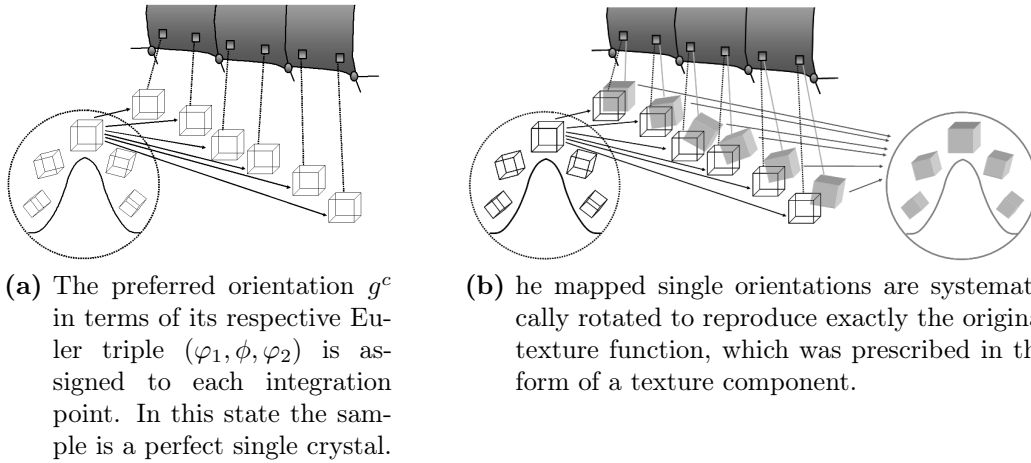 (a) The preferred orientation g^c
in terms of its respective Eu-
ler triple (φ₁, ϕ, φ₂) is as-
signed to each integration
point. In this state the sam-
ple is a perfect single crystal.
(b) he mapped single orientations are systemat
cally rotated to reproduce exactly the origina
texture function, which was prescribed in th
form of a texture component.